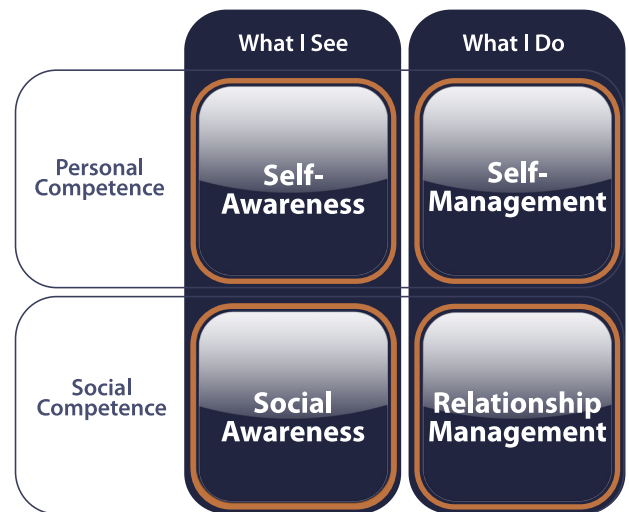 What I See
What I Do
Personal
Competence
Self-
Awareness
Self-
Management
Social
Competence
Social
Awareness
Relationship
Management